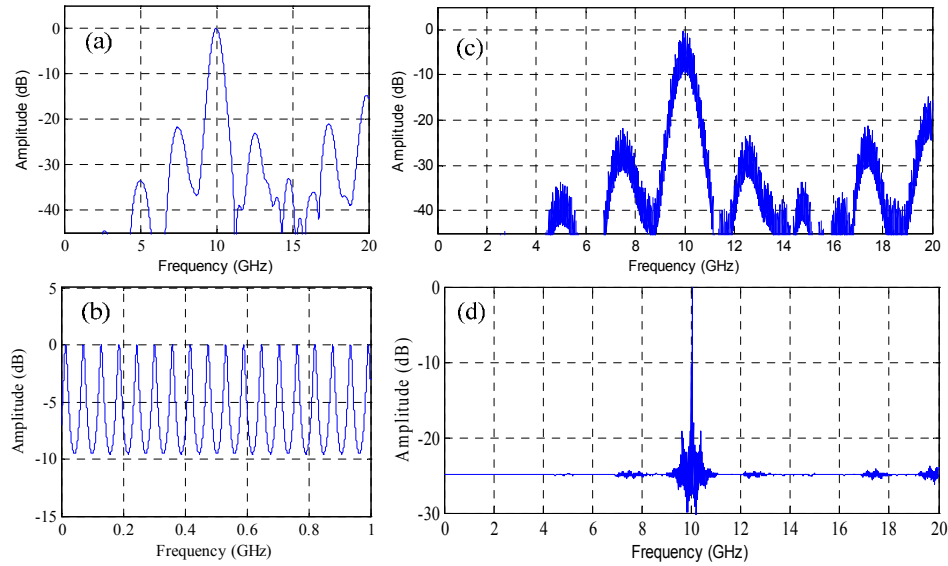 (a)
Amplitude (dB)
0
-10
-20
-30
-40
0 5 10 15 20
Frequency (GHz)
(c)
Amplitude (dB)
0
-10
-20
-30
-40
0 2 4 6 8 10 12 14 16 18 20
Frequency (GHz)
(b)
Amplitude (dB)
5
0
-5
-10
-15
0 0.2 0.4 0.6 0.8 1
Frequency (GHz)
(d)
Amplitude (dB)
0
-10
-20
-30
0 2 4 6 8 10 12 14 16 18 20
Frequency (GHz)